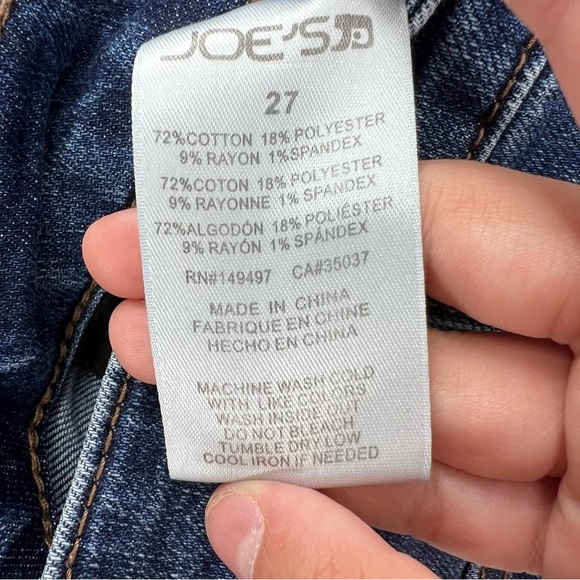 JOE'S
27
72%COTTON 18% POLYESTER
9% RAYON 1% SPANDEX
72%COTON 18% POLYESTER
9% RAYONNE 1% SPANDEX
72%ALGODÓN 18% POLIÉSTER
9% RAYÓN 1% SPÁNDEX
RN#149497 CA#35037
MADE IN CHINA
FABRIQUE EN CHINE
HECHO EN CHINA
MACHINE WASH COLD
WITH LIKE COLORS
WASH INSIDE OUT
DO NOT BLEACH
TUMBLE DRY LOW
COOL IRON IF NEEDED